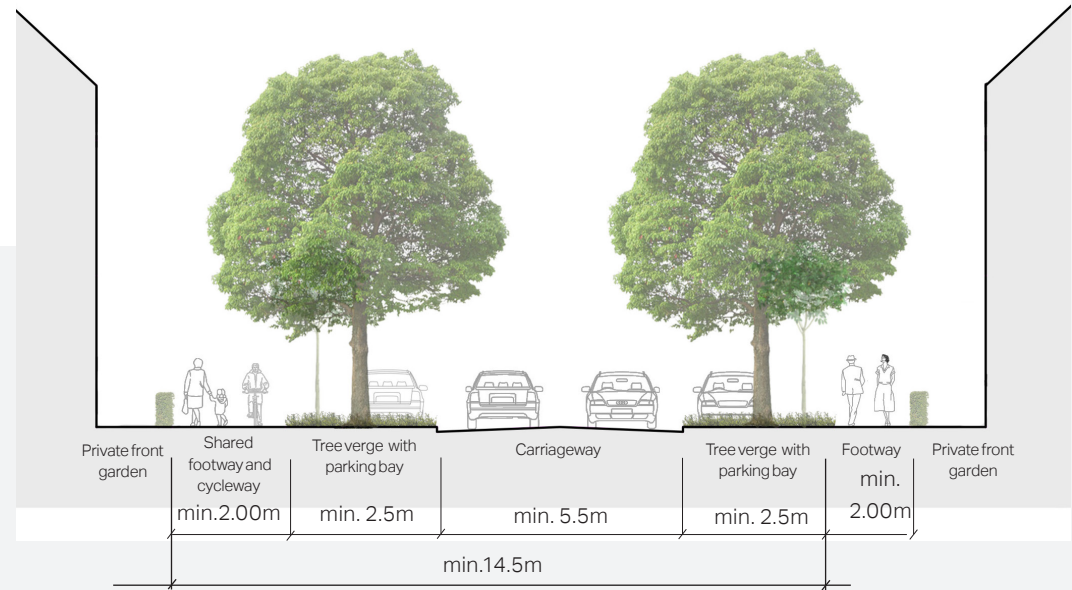 Private front
garden
Shared
footway and
cycleway
min.2.00m
Tree verge with
parking bay
min. 2.5m
Carriageway
min. 5.5m
Tree verge with
parking bay
min. 2.5m
Footway
min.
2.00m
Private front
garden
min.14.5m